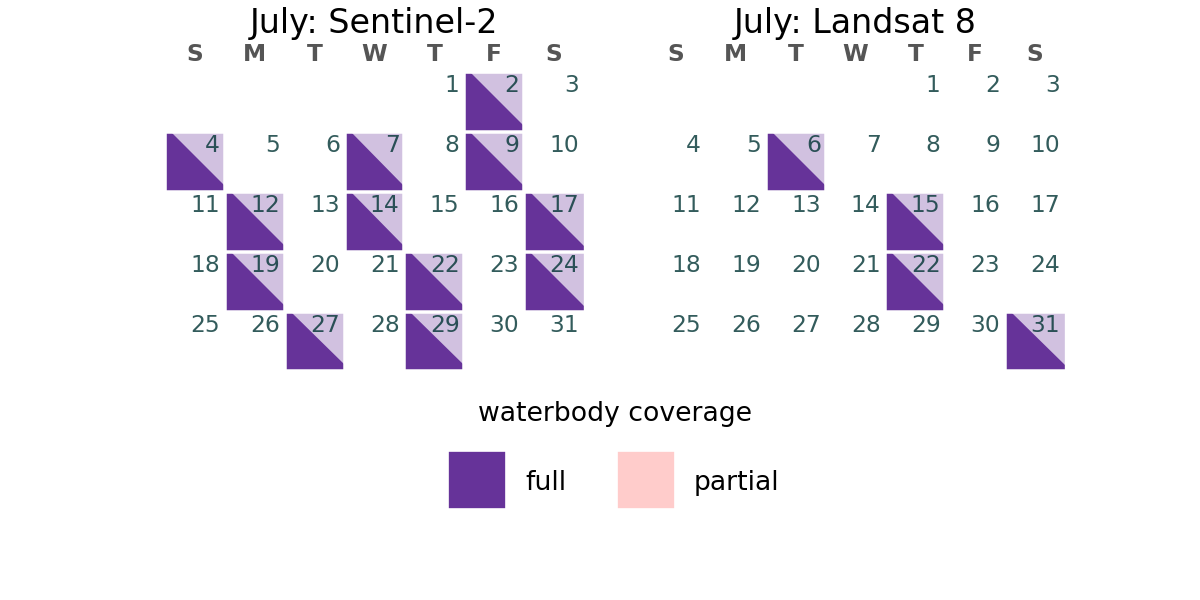 July: Sentinel-2
S M T W T F S
1 2 3
4 5 6 7 8 9 10
11 12 13 14 15 16 17
18 19 20 21 22 23 24
25 26 27 28 29 30 31
July: Landsat 8
S M T W T F S
1 2 3
4 5 6 7 8 9 10
11 12 13 14 15 16 17
18 19 20 21 22 23 24
25 26 27 28 29 30 31
waterbody coverage
full partial